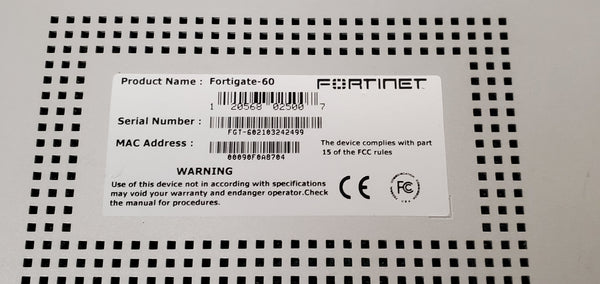 Product Name : Fortigate-60
FORTINET
1 20568 02500 7
Serial Number :
FGT-602103242499
MAC Address :
00090F0A8704
The device complies with part
15 of the FCC rules
WARNING
Use of this device not in according with specifications
may void your warranty and endanger operator.Check
the manual for procedures.
CE
FC